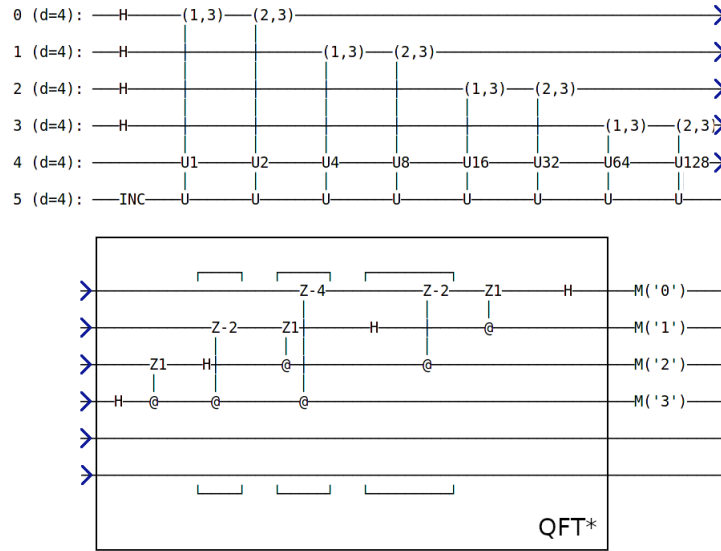 0 (d=4): H (1,3) (2,3)
1 (d=4): H (1,3) (2,3)
2 (d=4): H (1,3) (2,3)
3 (d=4): H (1,3) (2,3)
4 (d=4): U1 U2 U4 U8 U16 U32 U64 U128
5 (d=4): INC U U U U U U U U
Z-4 Z-2 Z1 H M('0')
Z-2 Z1 H @ M('1')
Z1 H @ @ M('2')
H @ @ @ M('3')
QFT*